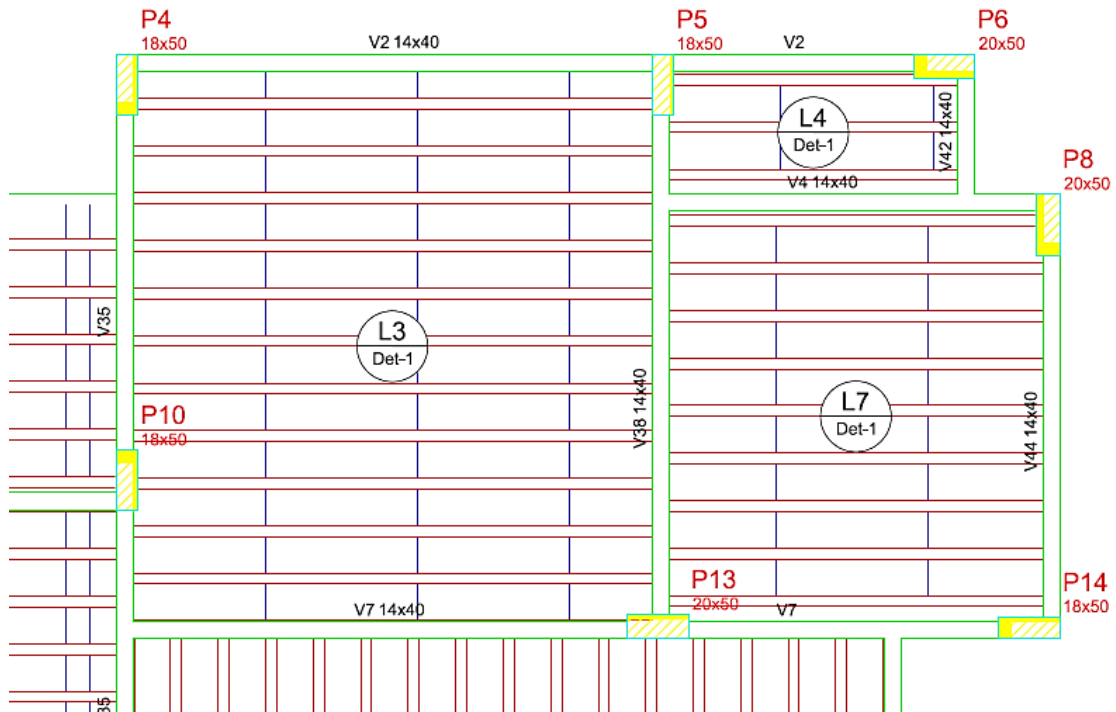 P4
18x50
V2 14x40
P5
18x50
V2
P6
20x50
L4
Det-1
V42 14x40
V4 14x40
P8
20x50
V35
L3
Det-1
V38 14x40
P10
18x50
L7
Det-1
V44 14x40
P13
20x50
V7 14x40
V7
P14
18x50